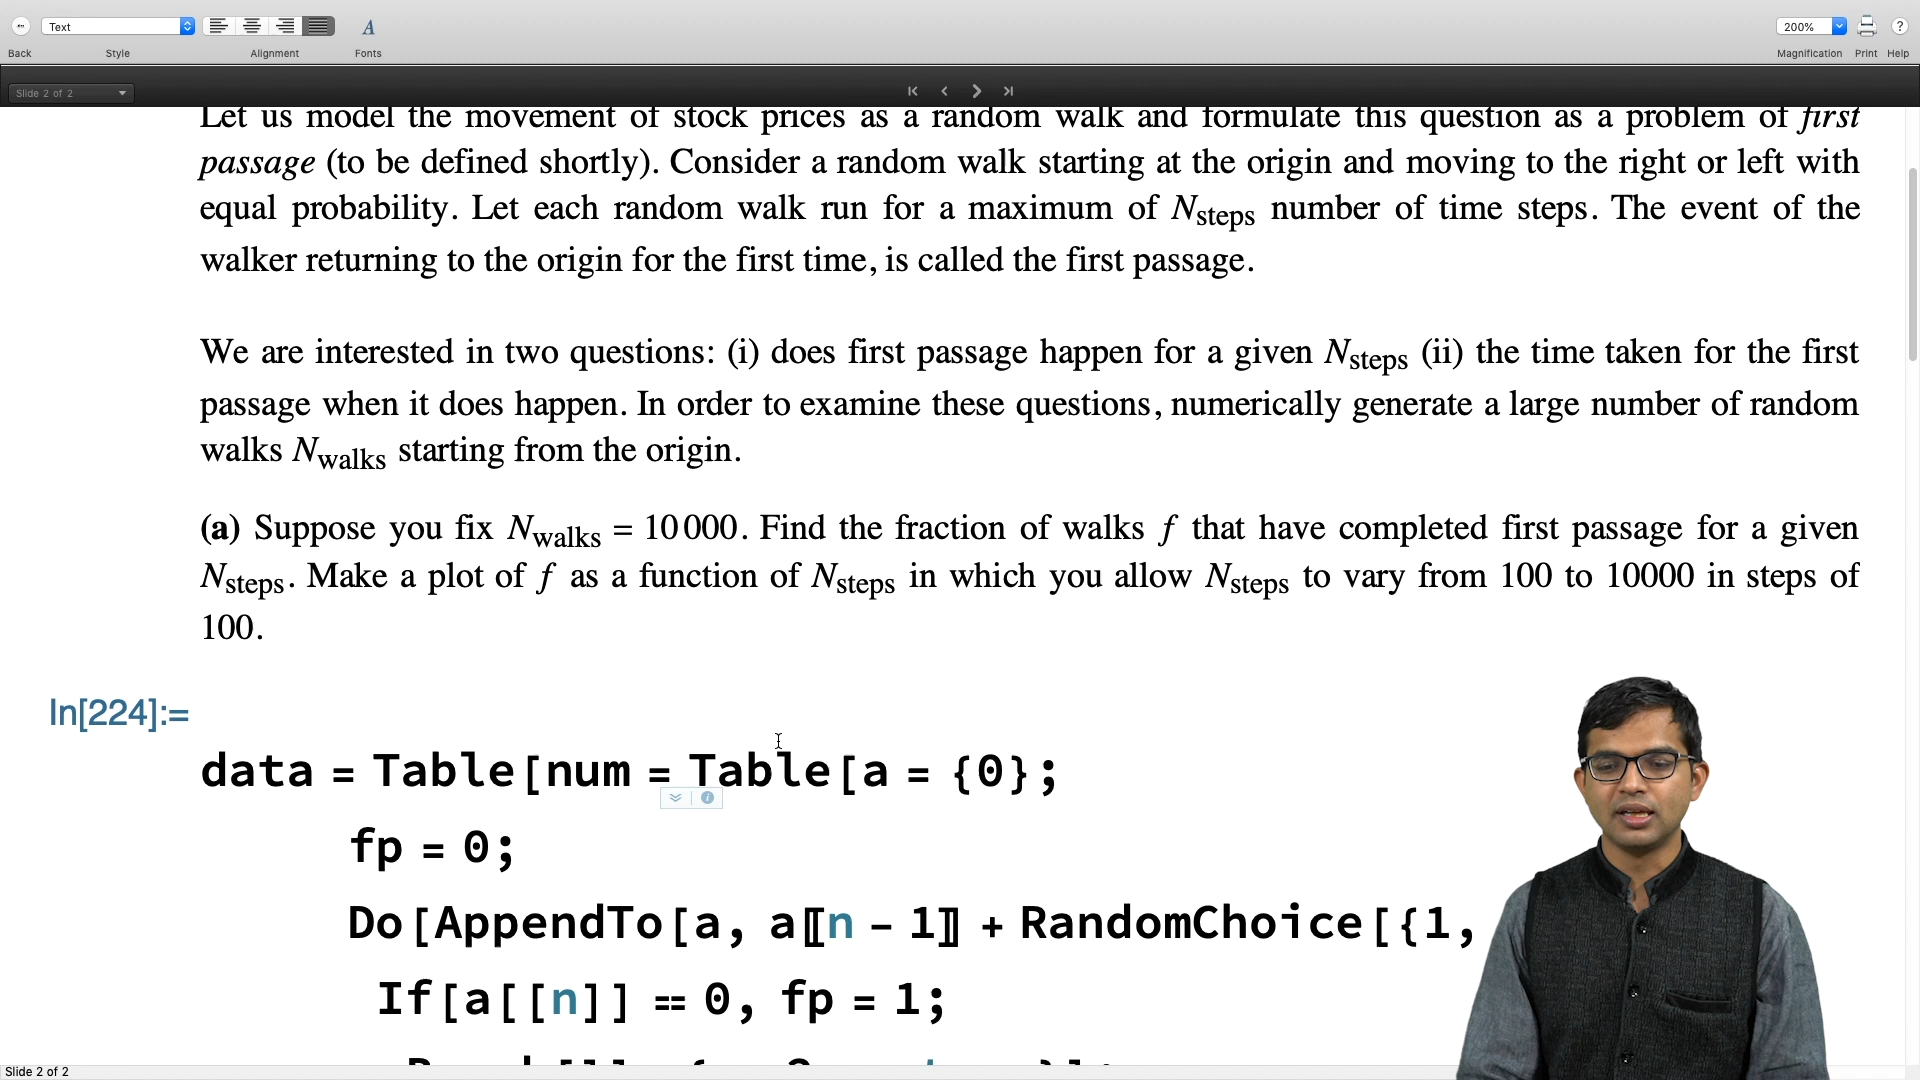 Text
Back
Style
Alignment
A
Fonts
200%
?
Magnification
Print
Help
Slide 2 of 2
Let us model the movement of stock prices as a random walk and formulate this question as a problem of first
passage (to be defined shortly). Consider a random walk starting at the origin and moving to the right or left with
equal probability. Let each random walk run for a maximum of Nsteps number of time steps. The event of the
walker returning to the origin for the first time, is called the first passage.
We are interested in two questions: (i) does first passage happen for a given Nsteps (ii) the time taken for the first
passage when it does happen. In order to examine these questions, numerically generate a large number of random
walks Nwalks starting from the origin.
(a) Suppose you fix Nwalks = 10 000. Find the fraction of walks f that have completed first passage for a given
Nsteps. Make a plot of f as a function of Nsteps in which you allow Nsteps to vary from 100 to 10000 in steps of
100.
In[224]:=
data = Table[num = Table[a = {0};
fp = 0;
Do[AppendTo[a, a⟦n - 1⟧ + RandomChoice[{1,
If[a[[n]] == 0, fp = 1;
Slide 2 of 2